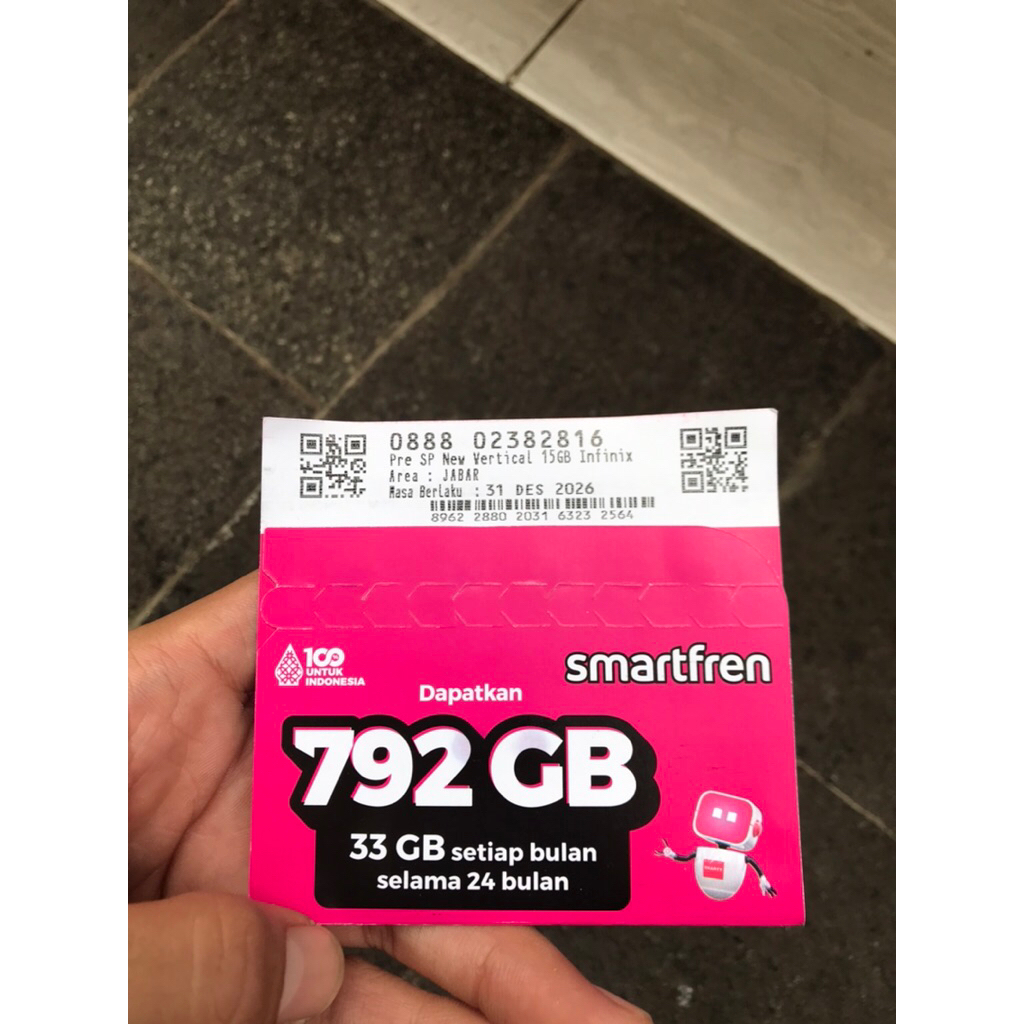 0888 02382816
Pre SP New Vertical 15GB Infinix
Area : JABAR
Masa Berlaku : 31 DES 2026
8962 2880 2031 6323 2564
100
UNTUK
INDONESIA
smartfren
Dapatkan
792 GB
33 GB setiap bulan
selama 24 bulan